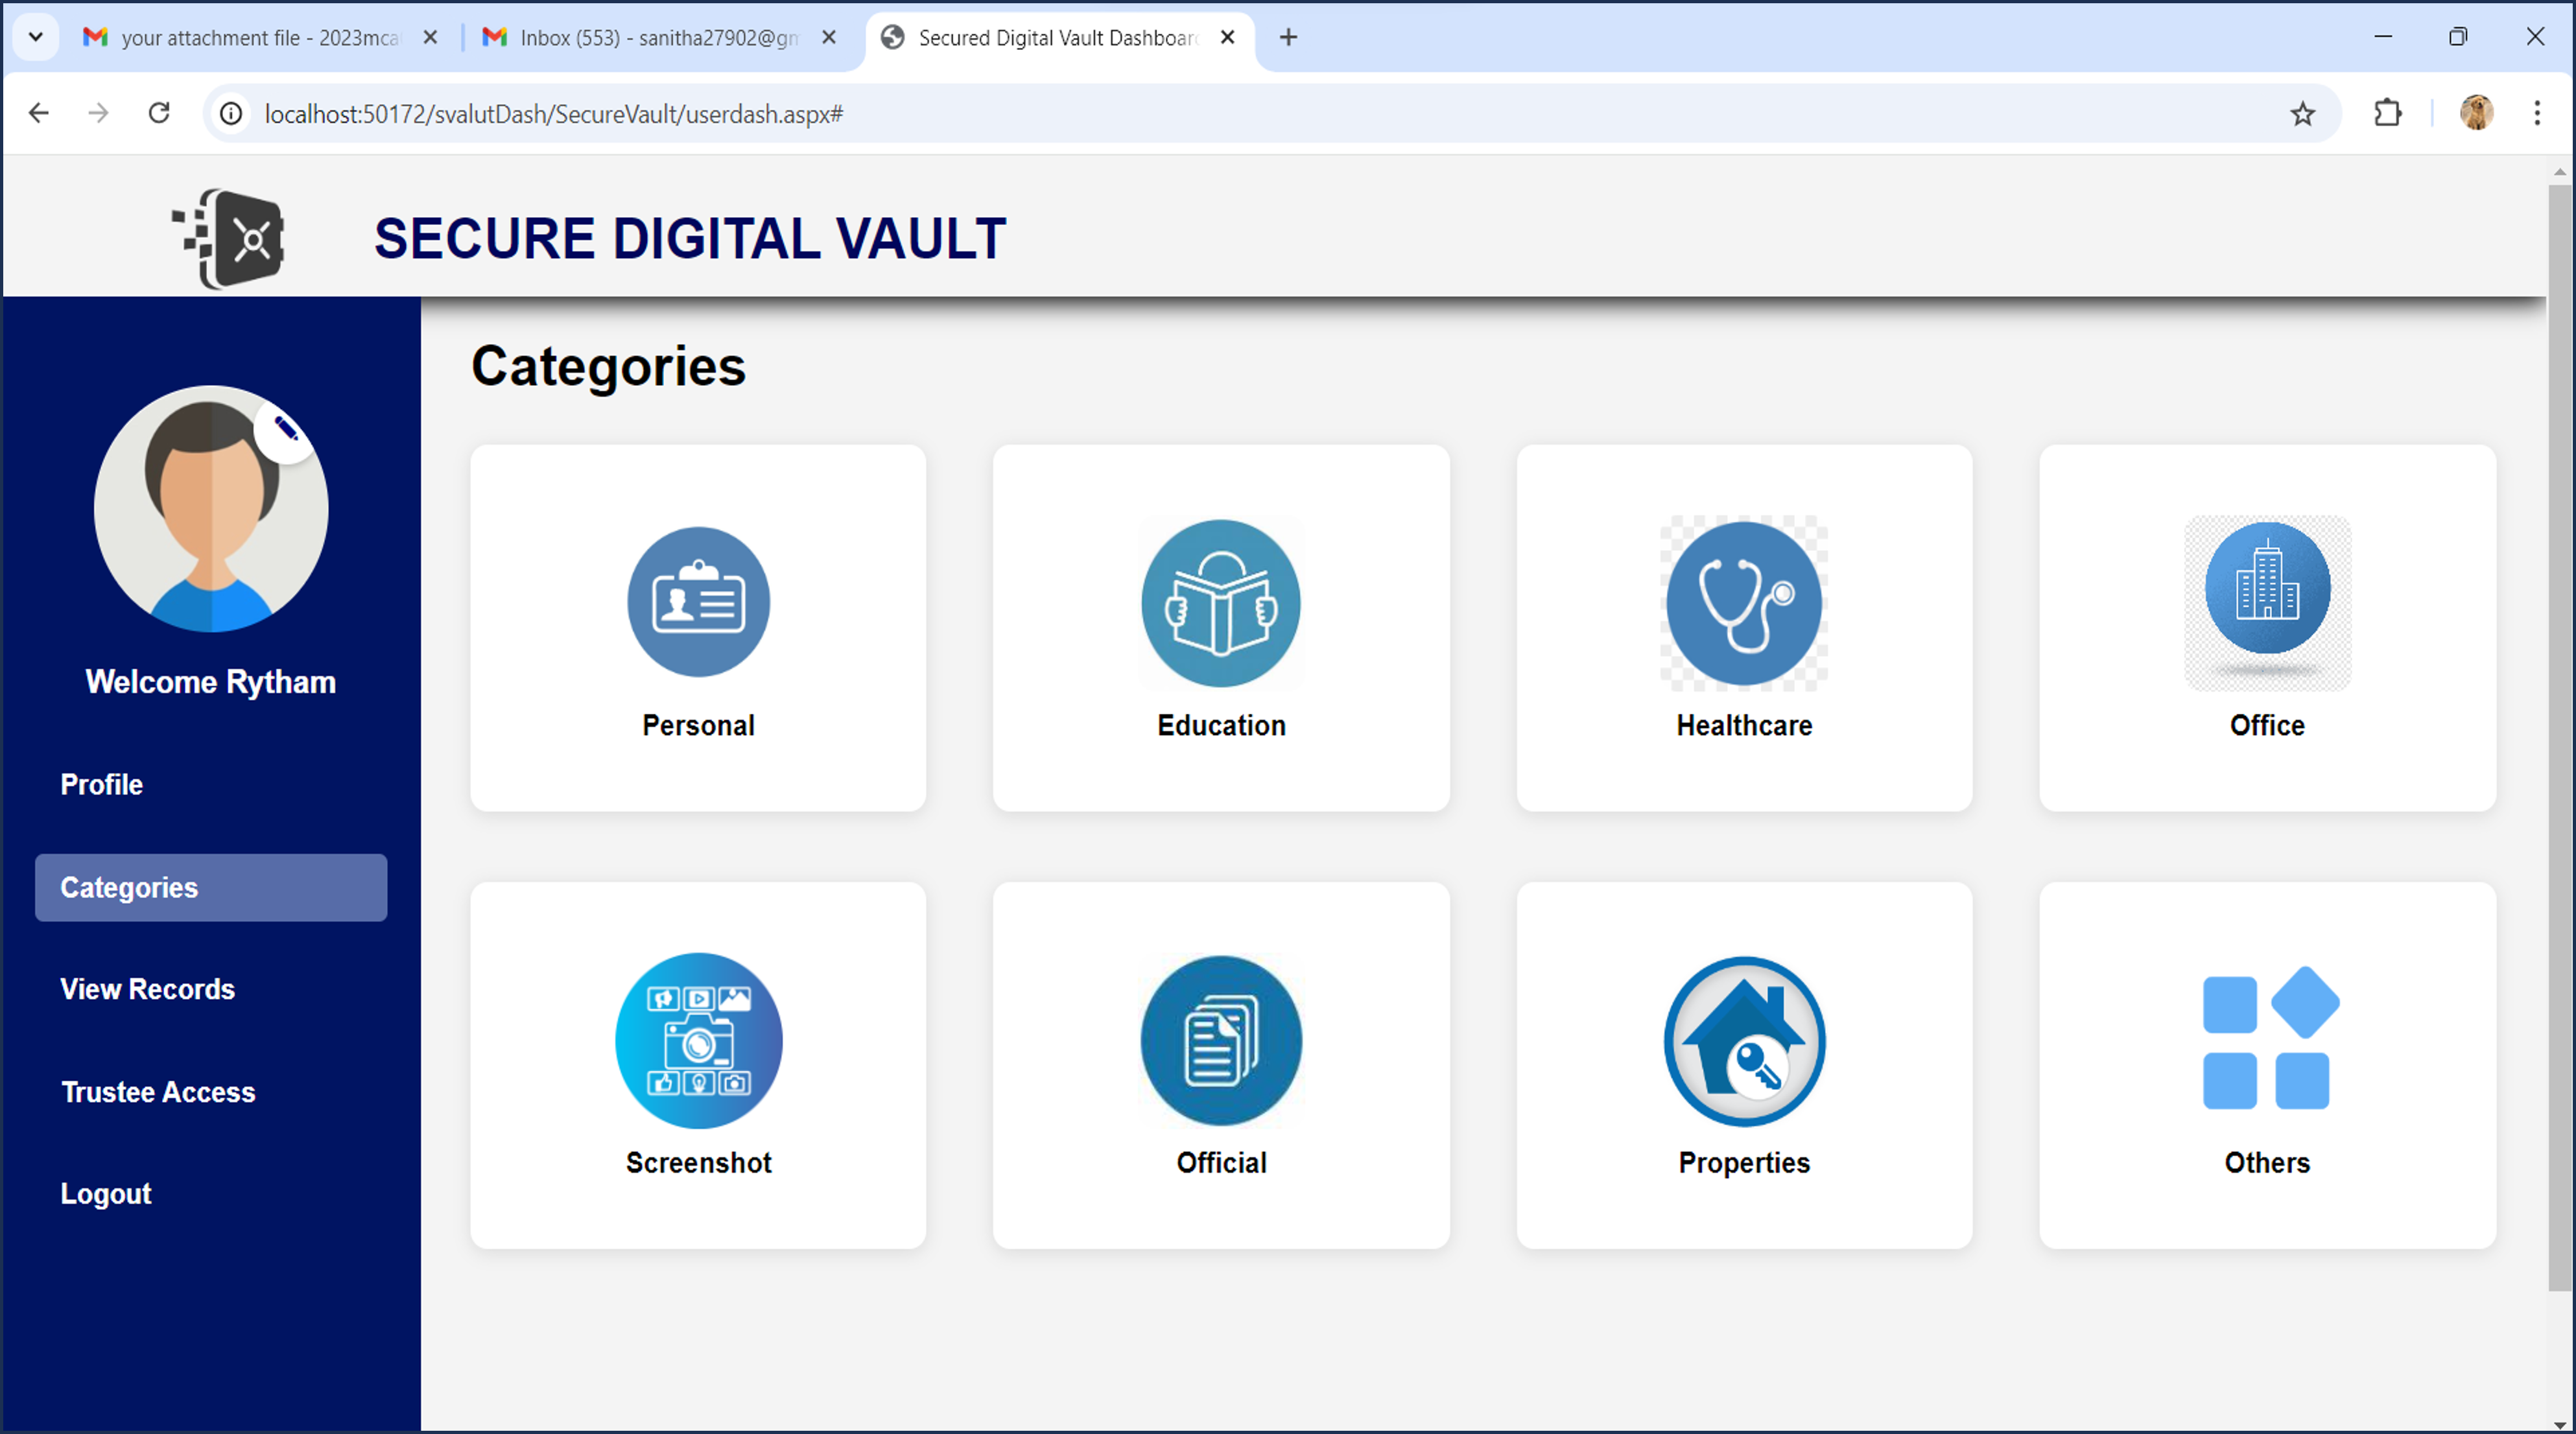 your attachment file - 2023mca
Inbox (553) - sanitha27902@gm
Secured Digital Vault Dashboar
localhost:50172/svalutDash/SecureVault/userdash.aspx#
SECURE DIGITAL VAULT
Categories
Welcome Rytham
Profile
Categories
View Records
Trustee Access
Logout
Personal
Education
Healthcare
Office
Screenshot
Official
Properties
Others